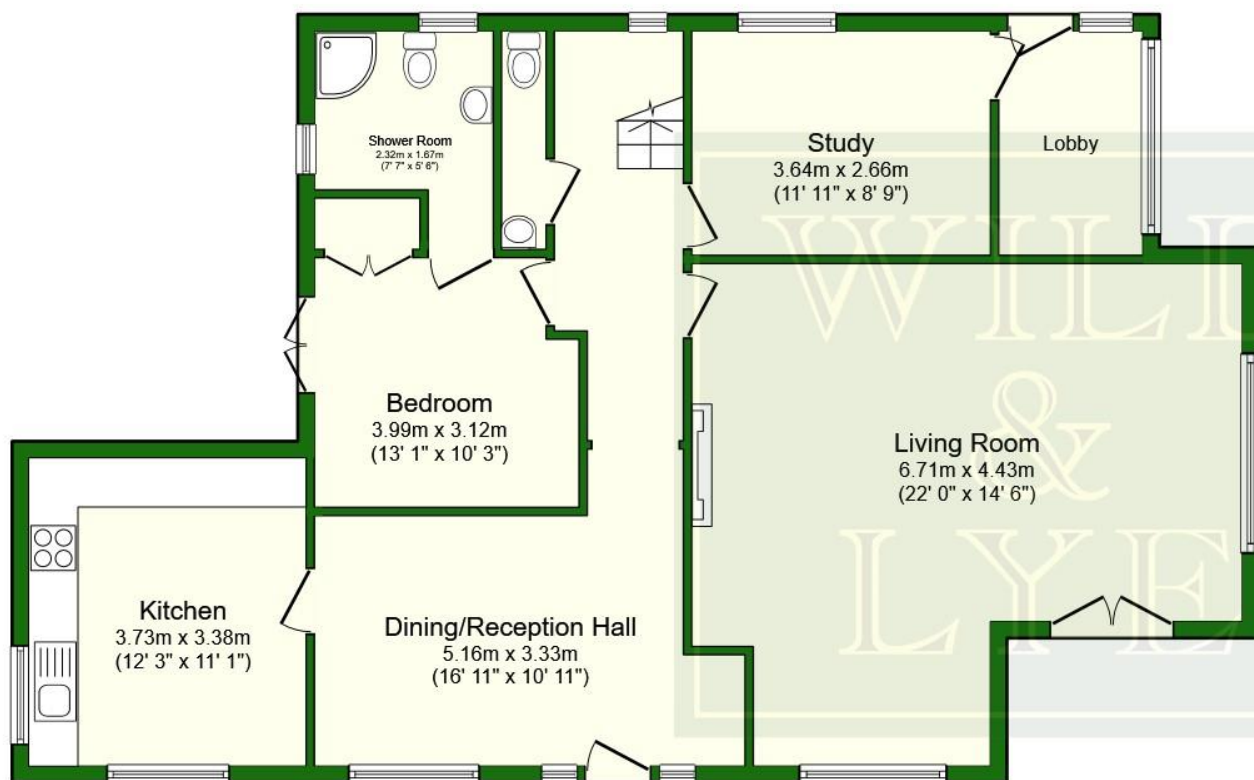 Shower Room
2.32m x 1.67m
(7' 7" x 5' 6")
Study
3.64m x 2.66m
(11' 11" x 8' 9")
Lobby
Bedroom
3.99m x 3.12m
(13' 1" x 10' 3")
Living Room
6.71m x 4.43m
(22' 0" x 14' 6")
Kitchen
3.73m x 3.38m
(12' 3" x 11' 1")
Dining/Reception Hall
5.16m x 3.33m
(16' 11" x 10' 11")
&
LYE